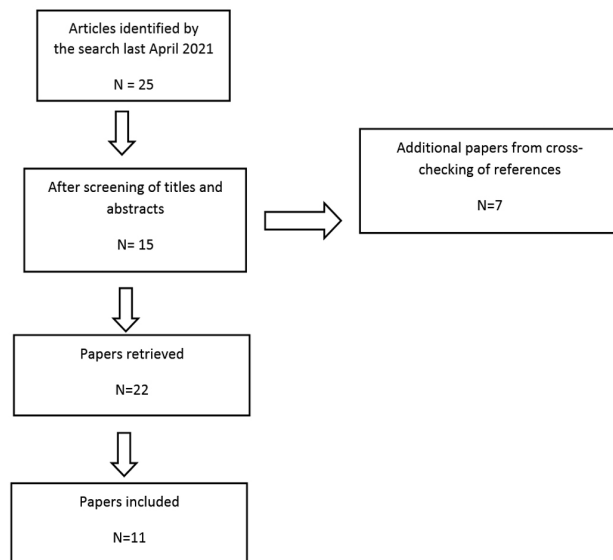 Articles identified by
the search last April 2021
N = 25
After screening of titles and
abstracts
N= 15
Additional papers from cross-
checking of references
N=7
Papers retrieved
N=22
Papers included
N=11